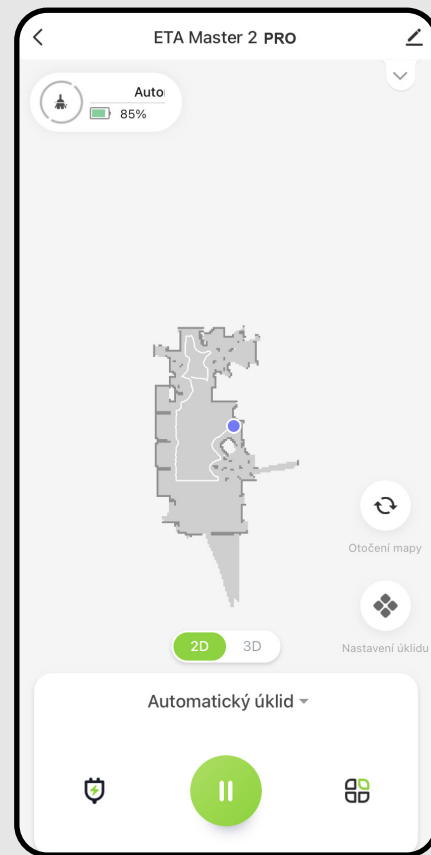 ETA Master 2 PRO
Auto
85%
Otočení mapy
Nastavení úklidu
2D 3D
Automatický úklid